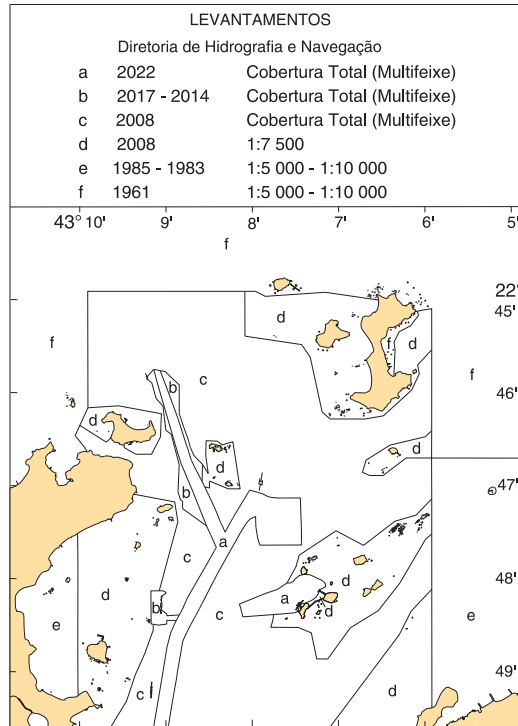 LEVANTAMENTOS
Diretoria de Hidrografia e Navegação
a 2022 Cobertura Total (Multifeixe)
b 2017 - 2014 Cobertura Total (Multifeixe)
c 2008 Cobertura Total (Multifeixe)
d 2008 1:7 500
e 1985 - 1983 1:5 000 - 1:10 000
f 1961 1:5 000 - 1:10 000
43° 10' 9' 8' 7' 6' 5'
f
22°
45'
d
f d
f
c
f
b
46'
d
d
d
47'
b
a
c
d
48'
a
d
b
d
c
e
e
49'
c
d